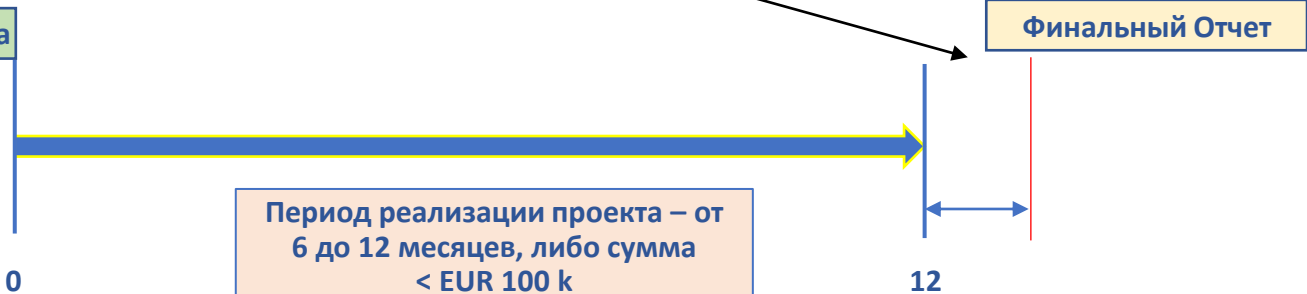 а
Финальный Отчет
Период реализации проекта – от
6 до 12 месяцев, либо сумма
< EUR 100 k
0
12